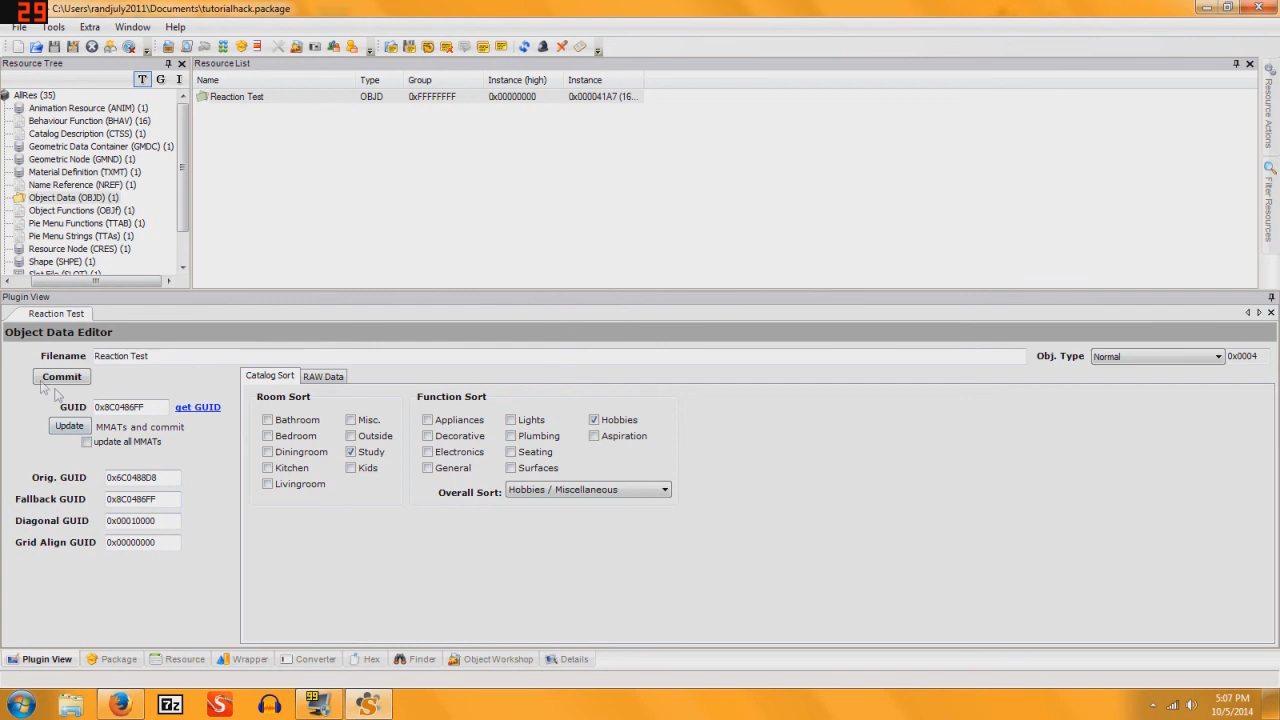 29
- C:\Users\randjuly2011\Documents\tutorialhack.package
File Tools Extra Window Help
Resource Tree
T G I
AllRes (35)
Animation Resource (ANIM) (1)
Behaviour Function (BHAV) (16)
Catalog Description (CTSS) (1)
Geometric Data Container (GMDC) (1)
Geometric Node (GMND) (1)
Material Definition (TXMT) (1)
Name Reference (NREF) (1)
Object Data (OBJD) (1)
Object Functions (OBJf) (1)
Pie Menu Functions (TTAB) (1)
Pie Menu Strings (TTAs) (1)
Resource Node (CRES) (1)
Shape (SHPE) (1)
Slot File (SLOT) (1)
Resource List
Name Type Group Instance (high) Instance
Reaction Test OBJD 0xFFFFFFFF 0x00000000 0x000041A7 (16...
Resource Actions
Filter Resources
Plugin View
Reaction Test
Object Data Editor
Filename Reaction Test Obj. Type Normal 0x0004
Commit
GUID 0x8C0486FF get GUID
Update MMATs and commit
update all MMATs
Orig. GUID 0x6C0488D8
Fallback GUID 0x8C0486FF
Diagonal GUID 0x00010000
Grid Align GUID 0x00000000
Catalog Sort RAW Data
Room Sort
Bathroom Misc.
Bedroom Outside
Diningroom Study
Kitchen Kids
Livingroom
Function Sort
Appliances Lights Hobbies
Decorative Plumbing Aspiration
Electronics Seating
General Surfaces
Overall Sort: Hobbies / Miscellaneous
Plugin View Package Resource Wrapper Converter Hex Finder Object Workshop Details
7z 99
5:07 PM
10/5/2014